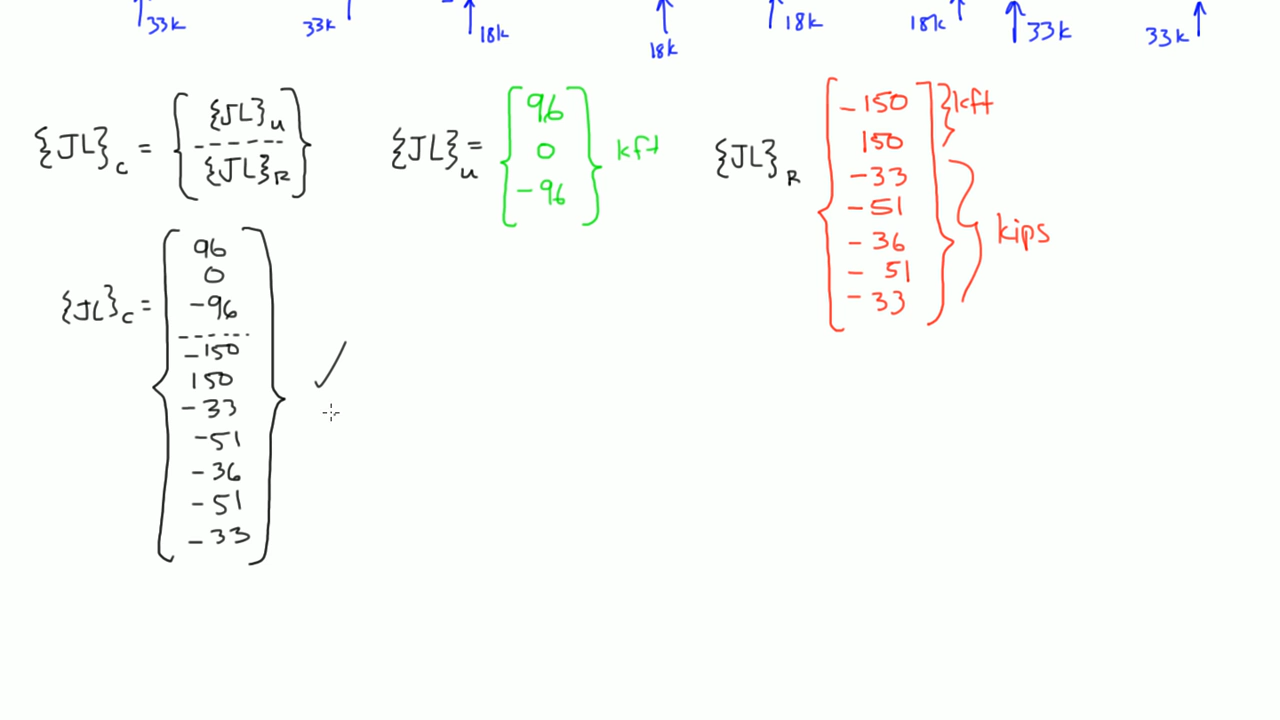 33k 33k 18k 18k 18k 18k 33k 33k
{JL}c = { {JL}u / {JL}R }
{JL}u = { 96 0 -96 } kft
{JL}R { -150 150 -33 -51 -36 -51 -33 } kft kips
{JL}c = { 96
0
-96
-150
150
-33
-51
-36
-51
-33 } ✓